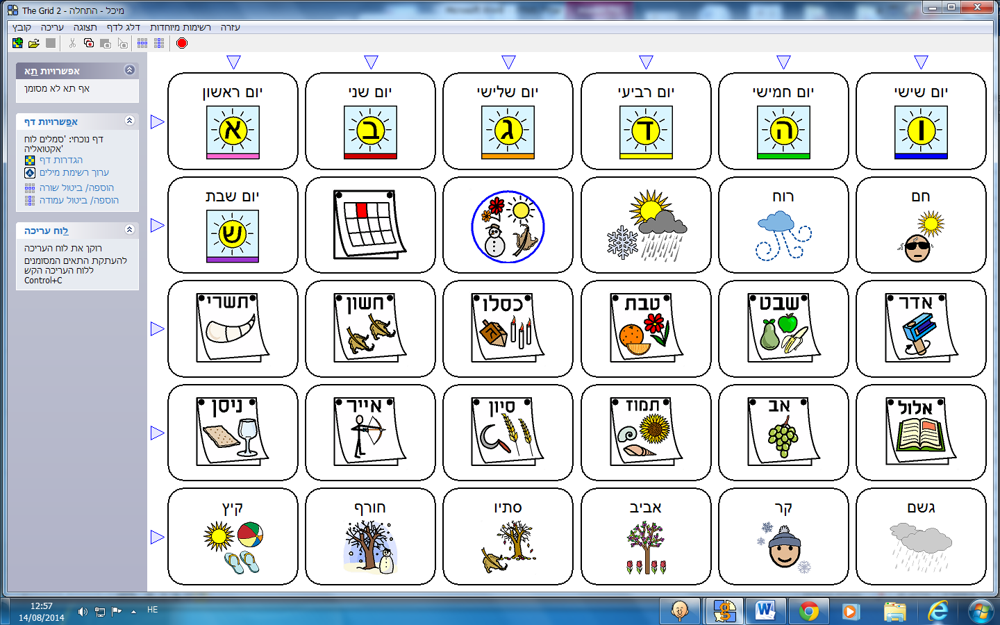 The Grid 2 - מיכל - התחלה
קובץ עריכה תצוגה דלג לדף רשימות מיוחדות עזרה
אפשרויות תא
אף תא לא מסומן
אפשרויות דף
דף נוכחי: 'סמלים לוח
אקטואליה'
הגדרות דף
ערוך רשימת מילים
הוספה/ ביטול שורה
הוספה/ ביטול עמודה
לוח עריכה
רוקן את לוח העריכה
להעתקת התאים המסומנים
ללוח העריכה הקש
Control+C
יום ראשון
א
יום שני
ב
יום שלישי
ג
יום רביעי
ד
יום חמישי
ה
יום שישי
ו
יום שבת
ש
רוח
חם
תשרי
חשון
כסלו
ג
טבת
שבט
אדר
ניסן
אייר
סיון
תמוז
אב
אלול
קיץ
חורף
סתיו
אביב
קר
גשם
12:57
14/08/2014
HE